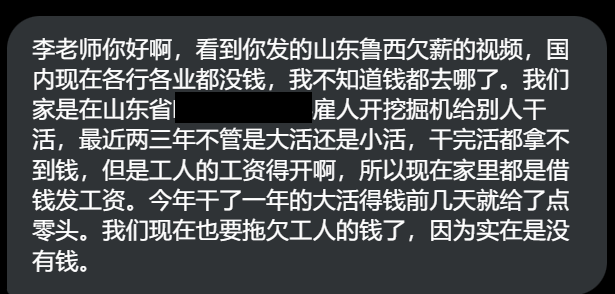 李老师你好啊，看到你发的山东鲁西欠薪的视频，国
内现在各行各业都没钱，我不知道钱都去哪了。我们
家是在山东省雇人开挖掘机给别人干
活，最近两三年不管是大活还是小活，干完活都拿不
到钱，但是工人的工资得开啊，所以现在家里都是借
钱发工资。今年干了一年的大活得钱前几天就给了点
零头。我们现在也要拖欠工人的钱了，因为实在是没
有钱。